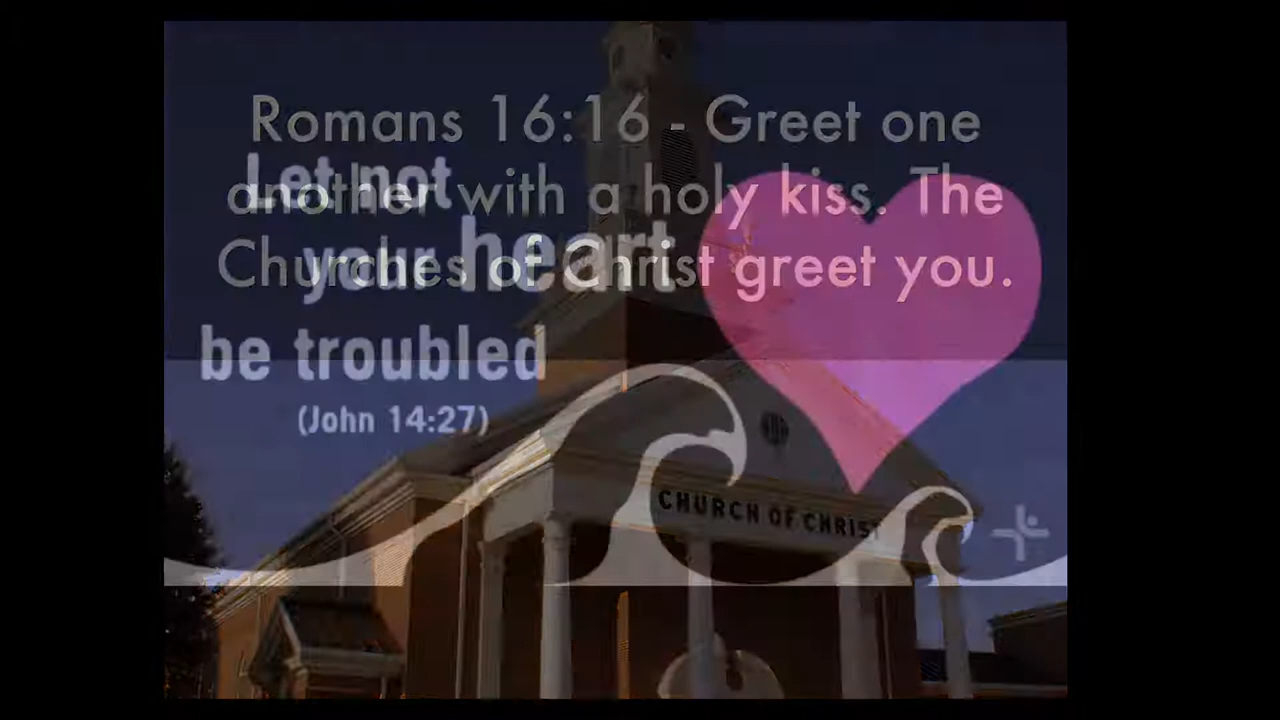 Romans 16:16 - Greet one
another with a holy kiss. The
Churches of Christ greet you.
Let not
your heart
be troubled
(John 14:27)
CHURCH OF CHRIST